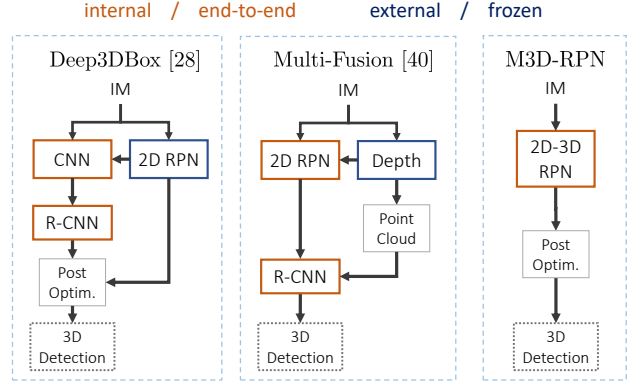 internal / end-to-end
external / frozen
Deep3DBox [28]
IM
CNN
2D RPN
R-CNN
Post
Optim.
3D
Detection
Multi-Fusion [40]
IM
2D RPN
Depth
Point
Cloud
R-CNN
3D
Detection
M3D-RPN
IM
2D-3D
RPN
Post
Optim.
3D
Detection